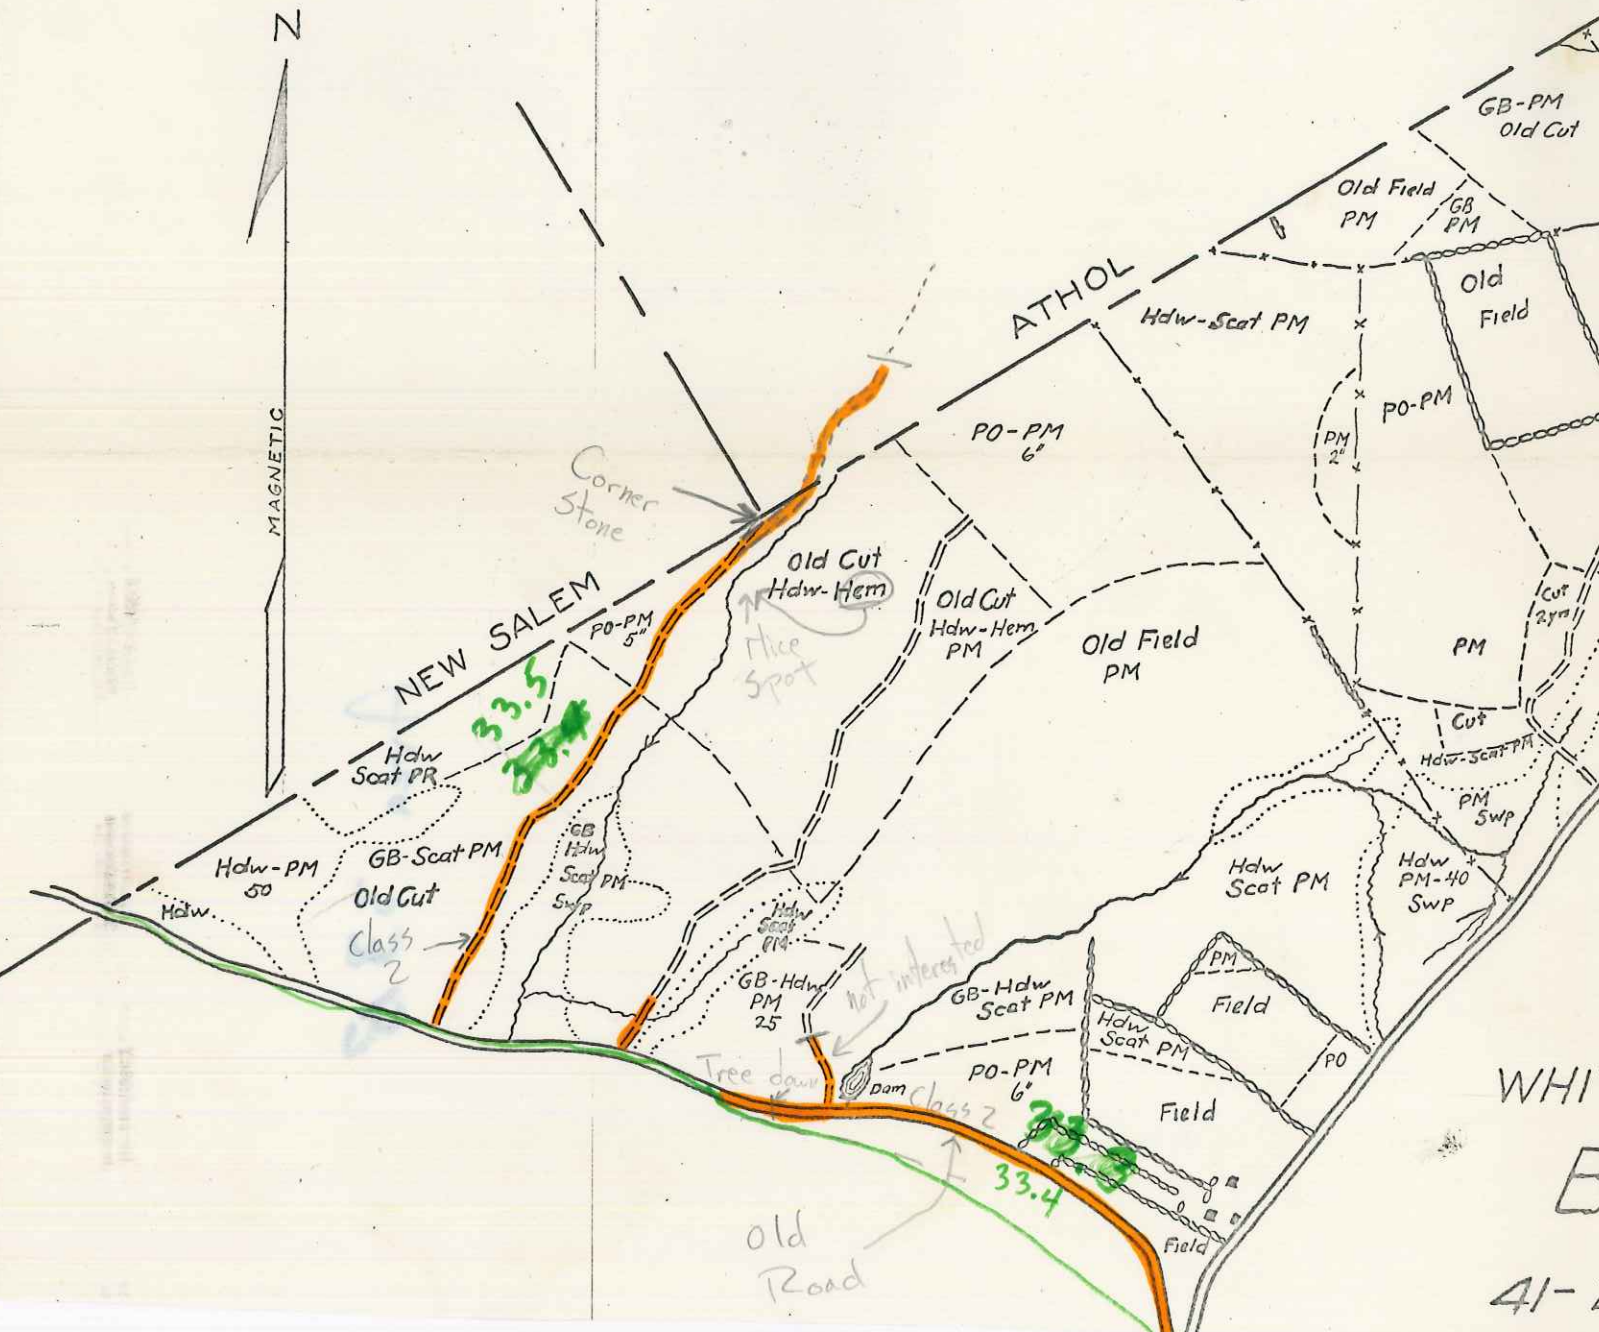 N
MAGNETIC
GB-PM
Old Cut
Old Field
PM
GB
PM
Old
Field
ATHOL
Hdw-Scat PM
PO-PM
PM
2"
PO-PM
6"
Corner
Stone
NEW SALEM
Old Cut
Hdw-Hem
PO-PM
5"
Old Cut
Hdw-Hem
PM
Nice
Spot
Old Field
PM
Cut
2ym
PM
Cut
Hdw-Scat PM
33.5
Hdw
Scat PR
PM
Swp
Hdw-PM
50
GB-Scat PM
Old Cut
Hdw
Class
2
GB
Hdw
Scat PM
Swp
Hdw
Scat
PM
Hdw
Scat PM
Hdw
PM-40
Swp
not interested
GB-Hdw
PM
25
GB-Hdw
Scat PM
PM
Field
Hdw
Scat PM
PO
Tree down
Dam
PO-PM
6"
Class 2
Field
33.4
Field
Old
Road
WHI
E
41-